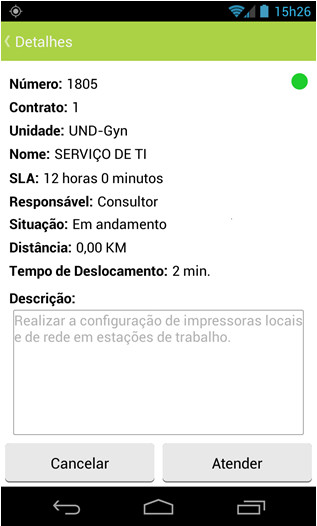 15h26
Detalhes
Número: 1805
Contrato: 1
Unidade: UND-Gyn
Nome: SERVIÇO DE TI
SLA: 12 horas 0 minutos
Responsável: Consultor
Situação: Em andamento
Distância: 0,00 KM
Tempo de Deslocamento: 2 min.
Descrição:
Realizar a configuração de impressoras locais
e de rede em estações de trabalho.
Cancelar
Atender